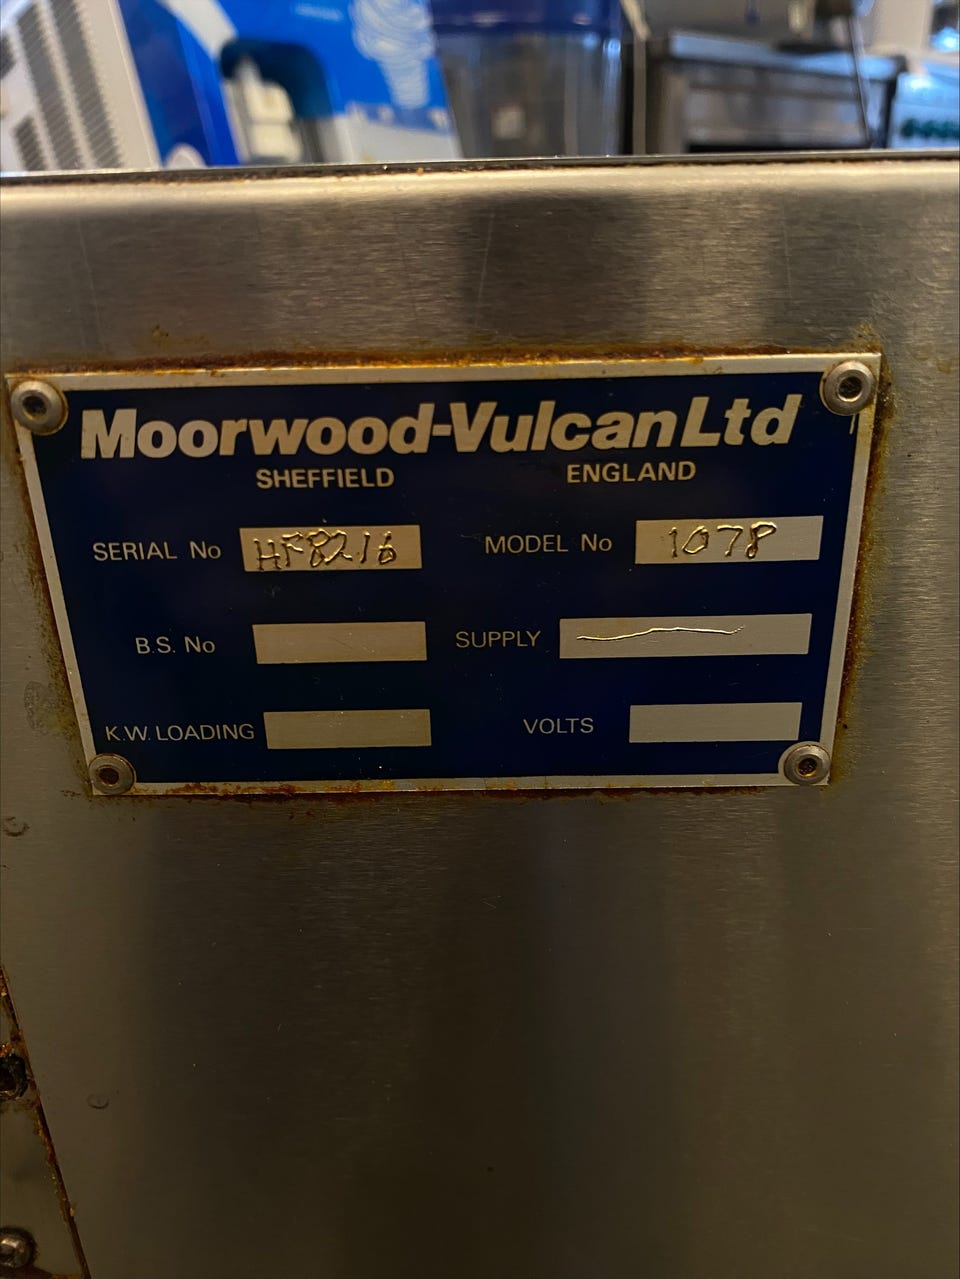 Moorwood-Vulcan Ltd
SHEFFIELD ENGLAND
SERIAL No HF8216 MODEL No 1078
B.S. No SUPPLY
K.W. LOADING VOLTS